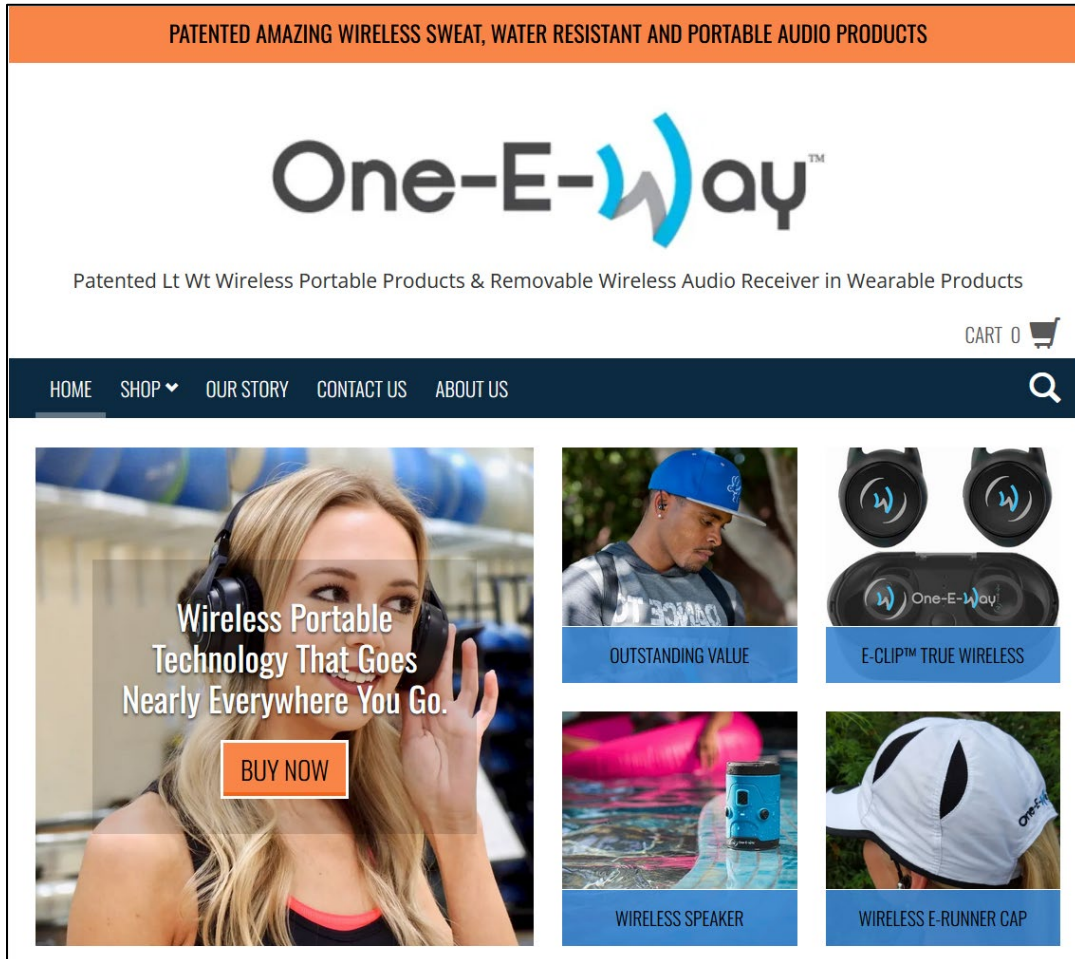 PATENTED AMAZING WIRELESS SWEAT, WATER RESISTANT AND PORTABLE AUDIO PRODUCTS
One-E-Way™
Patented Lt Wt Wireless Portable Products & Removable Wireless Audio Receiver in Wearable Products
CART 0
HOME SHOP OUR STORY CONTACT US ABOUT US
Wireless Portable
Technology That Goes
Nearly Everywhere You Go.
BUY NOW
DANCE TO
OUTSTANDING VALUE
W W
W One-E-Way
E-CLIP™ TRUE WIRELESS
WIRELESS SPEAKER
One-E-W
WIRELESS E-RUNNER CAP